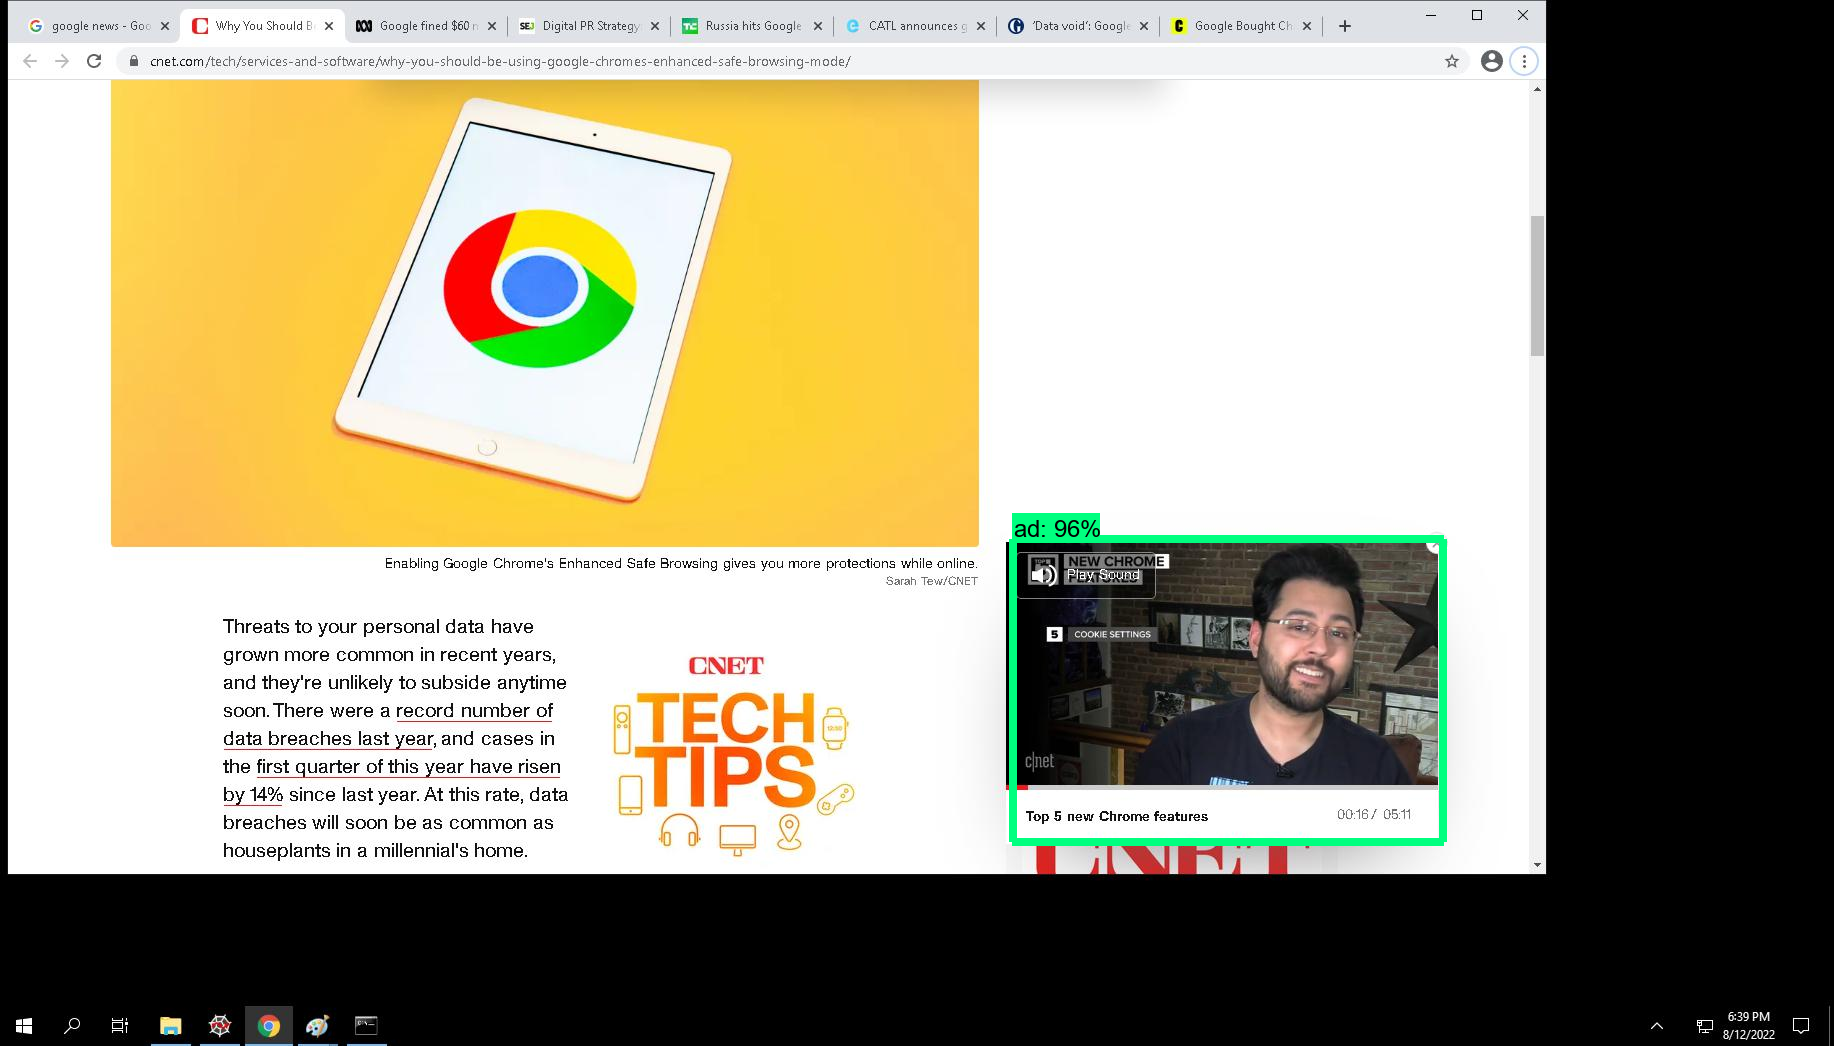 google news - Goo
Why You Should B
Google fined $60 m
Digital PR Strategy:
Russia hits Google
CATL announces g
'Data void': Google
Google Bought Ch
cnet.com/tech/services-and-software/why-you-should-be-using-google-chromes-enhanced-safe-browsing-mode/
Enabling Google Chrome's Enhanced Safe Browsing gives you more protections while online.
Sarah Tew/CNET
Threats to your personal data have
grown more common in recent years,
and they're unlikely to subside anytime
soon. There were a record number of
data breaches last year, and cases in
the first quarter of this year have risen
by 14% since last year. At this rate, data
breaches will soon be as common as
houseplants in a millennial's home.
CNET
TECH
TIPS
12:50
ad: 96%
NEW CHROME
FEATURES
Play Sound
5 COOKIE SETTINGS
c|net
Top 5 new Chrome features
00:16 / 05:11
CNET
6:39 PM
8/12/2022